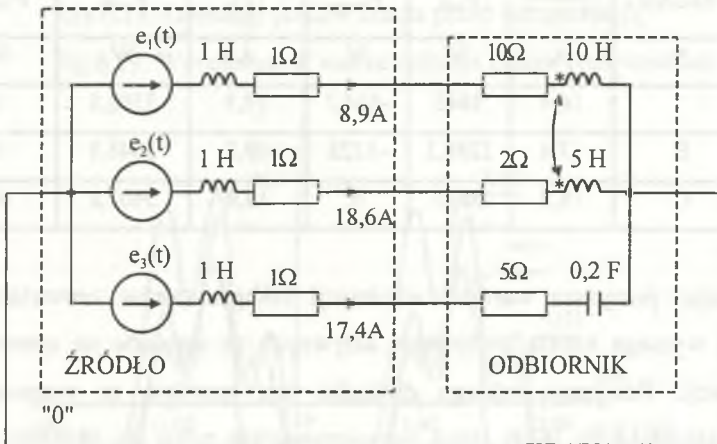 e₁(t) 1 H 1Ω 10Ω 10 H
8,9A
e₂(t) 1 H 1Ω 2Ω 5 H
18,6A
e₃(t) 1 H 1Ω 5Ω 0,2 F
17,4A
ŹRÓDŁO ODBIORNIK
"0"